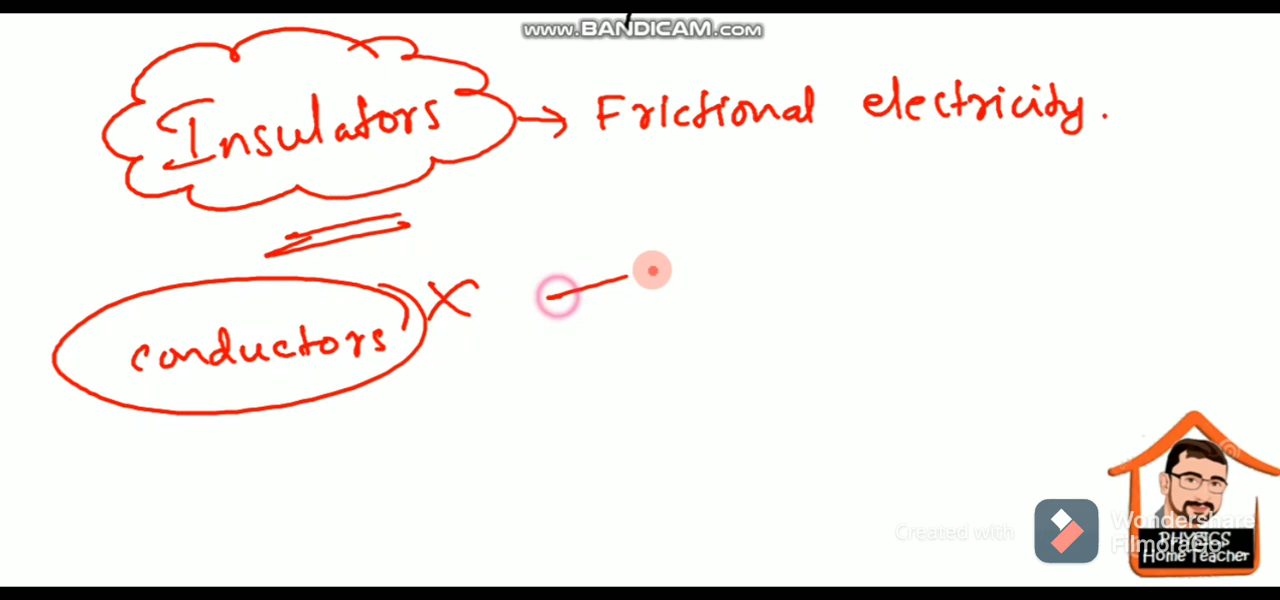 www.BANDICAM.com
Insulators → Frictional electricity.
conductors X
Created with
Wondershare
Filmora
PHYSICS
Home Teacher